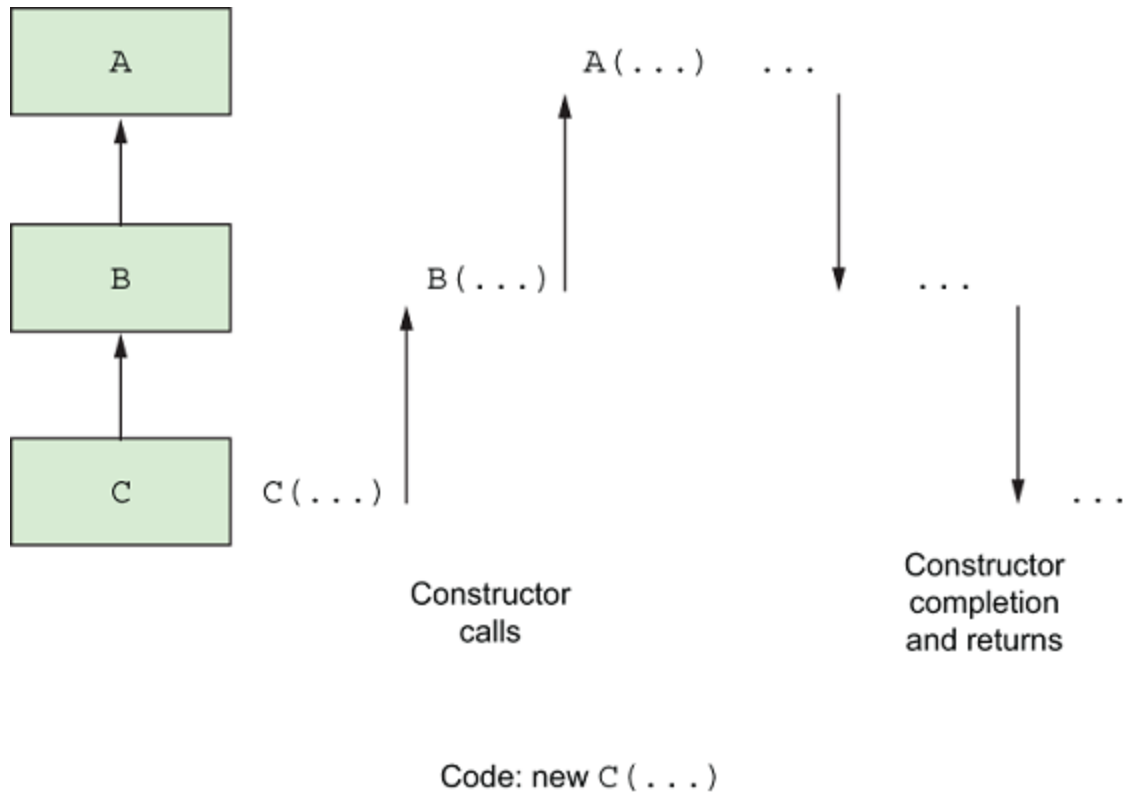 A
A(...) ...
B
B(...) ...
C
C(...) ...
Constructor
calls
Constructor
completion
and returns
Code: new C(...)